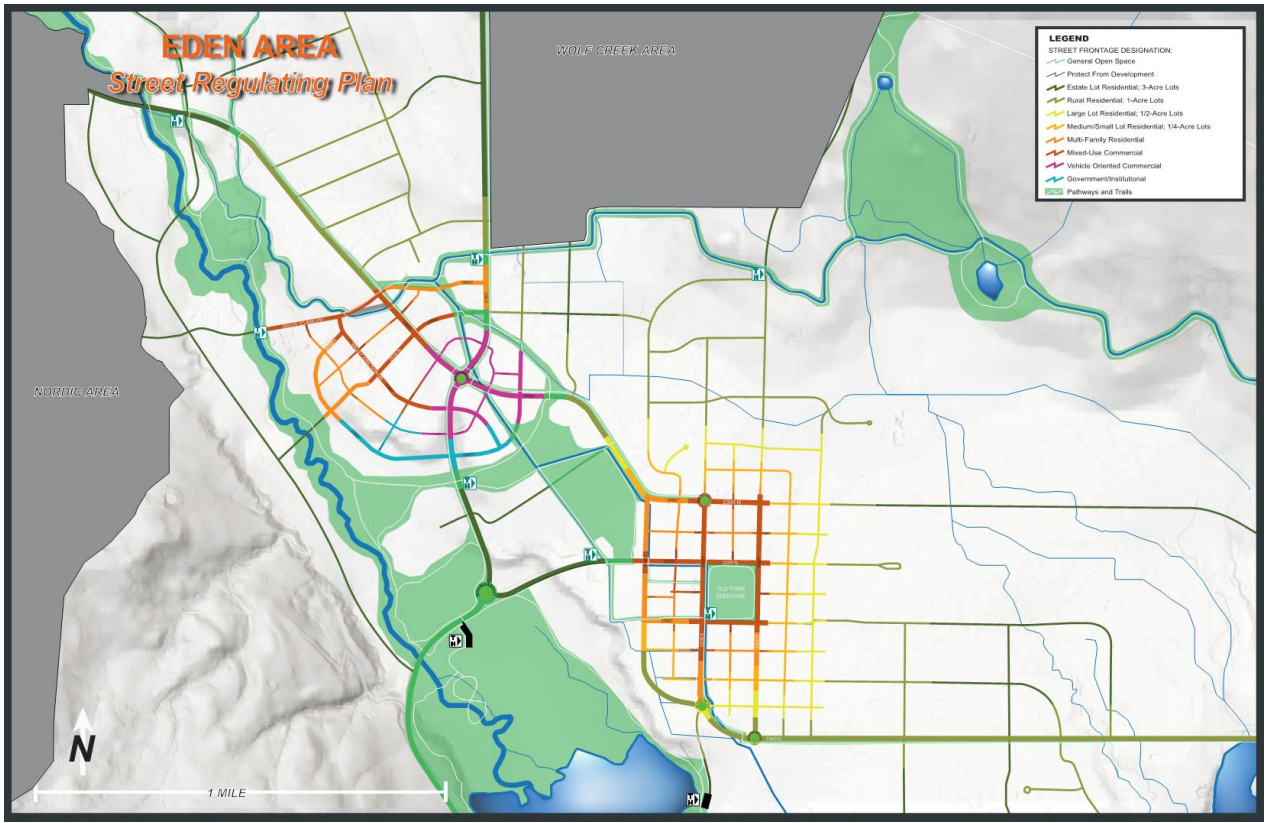 EDEN AREA
Street Regulating Plan
WOLF CREEK AREA
LEGEND
STREET FRONTAGE DESIGNATION:
General Open Space
Protect From Development
Estate Lot Residential; 3-Acre Lots
Rural Residential; 1-Acre Lots
Large Lot Residential; 1/2-Acre Lots
Medium/Small Lot Residential; 1/4-Acre Lots
Multi-Family Residential
Mixed-Use Commercial
Vehicle Oriented Commercial
Government/Institutional
Pathways and Trails
NORDIC AREA
2300 N
OLD TOWN
EDEN PARK
N
1 MILE